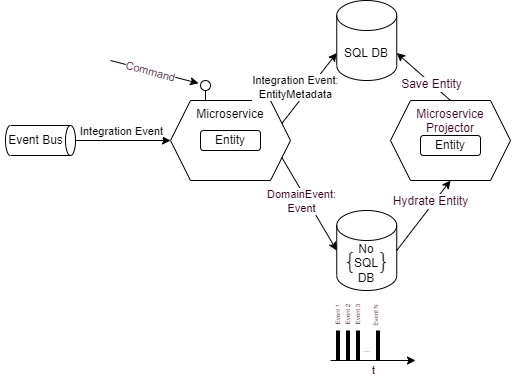 SQL DB
Command
Integration Event:
EntityMetadata
Save Entity
Microservice
Entity
Microservice
Projector
Entity
Event Bus
Integration Event
DomainEvent:
Event
Hydrate Entity
No
{SQL}
DB
Event 1
Event 2
Event 3
...
Event N
t